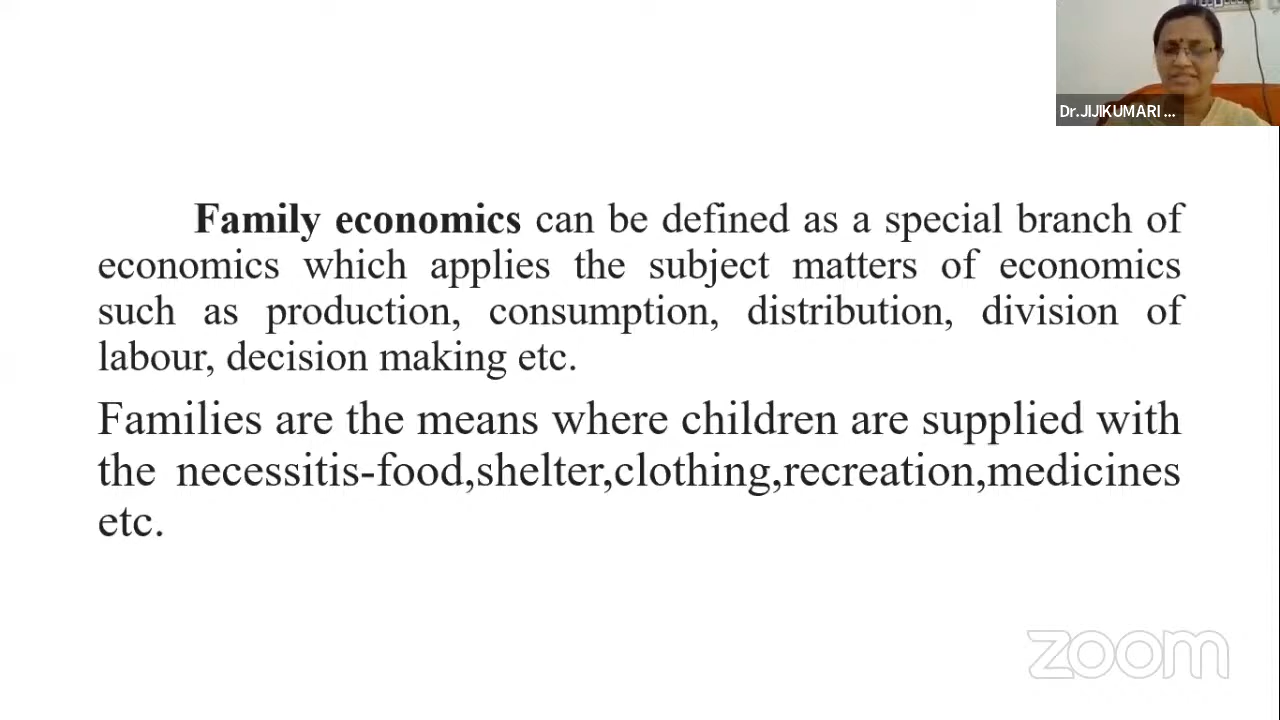 Dr.JIJIKUMARI ...
Family economics can be defined as a special branch of
economics which applies the subject matters of economics
such as production, consumption, distribution, division of
labour, decision making etc.
Families are the means where children are supplied with
the necessitis-food,shelter,clothing,recreation,medicines
etc.
zoom